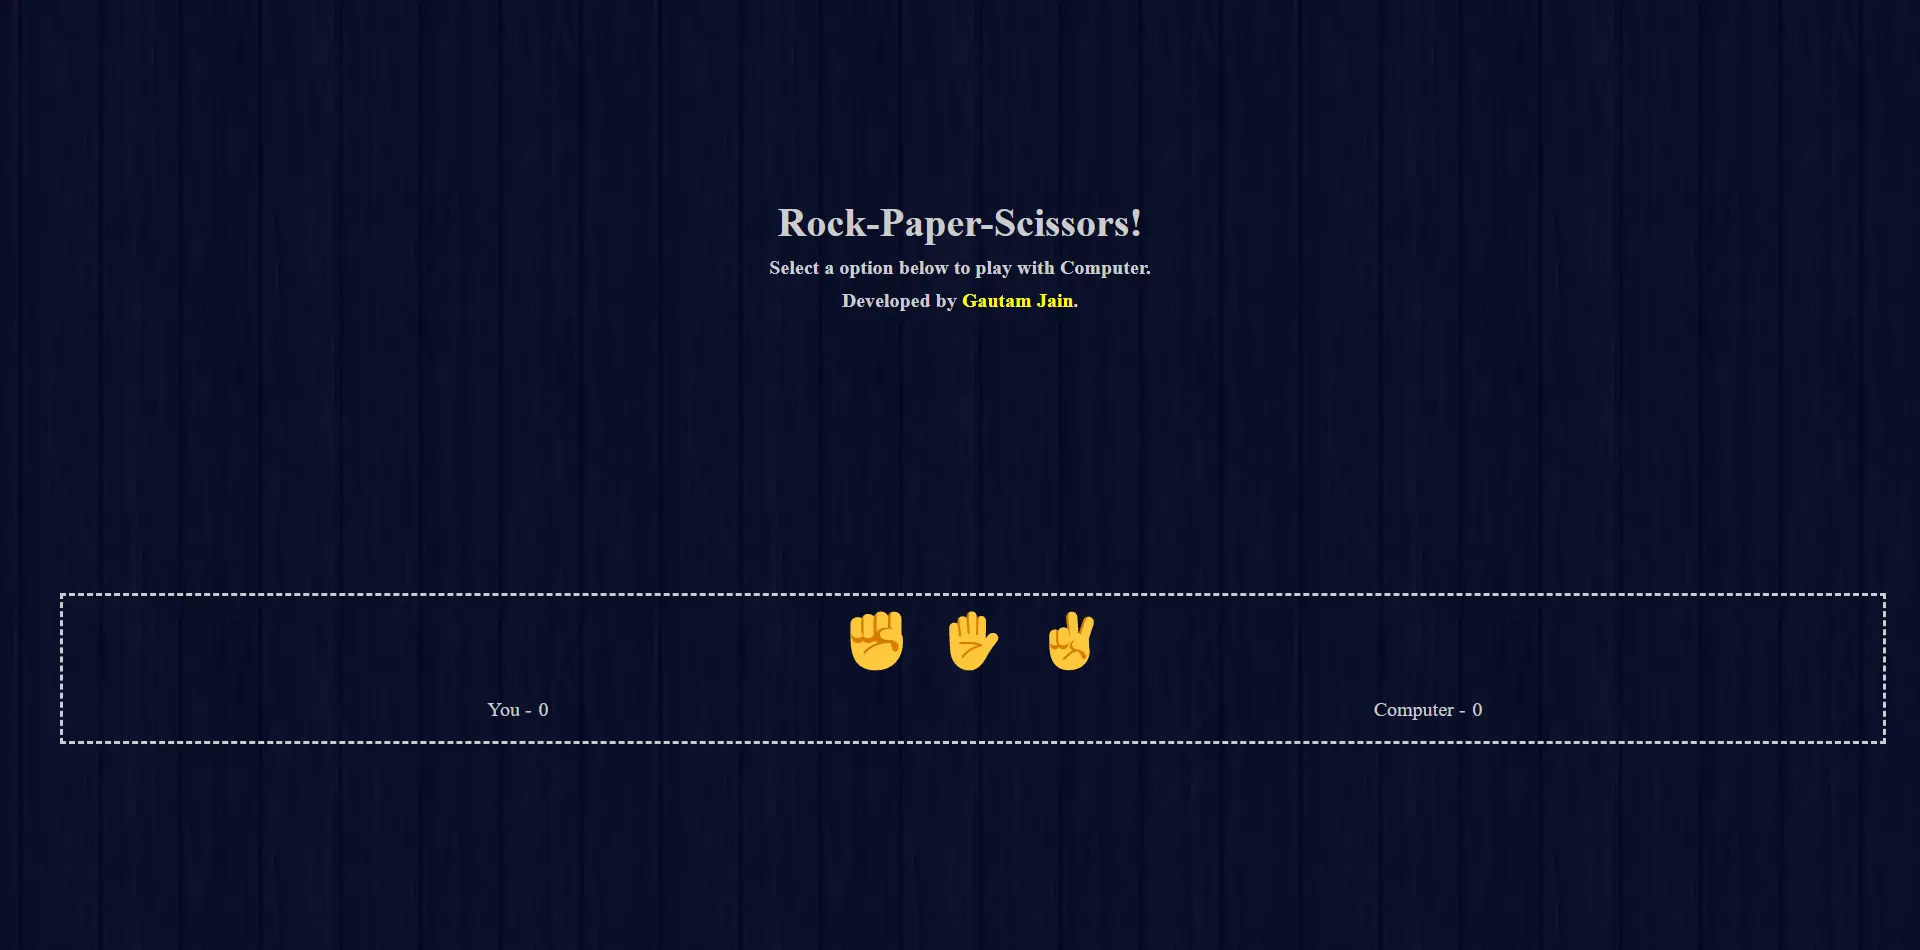 Rock-Paper-Scissors!
Select a option below to play with Computer.
Developed by Gautam Jain.
You - 0
Computer - 0